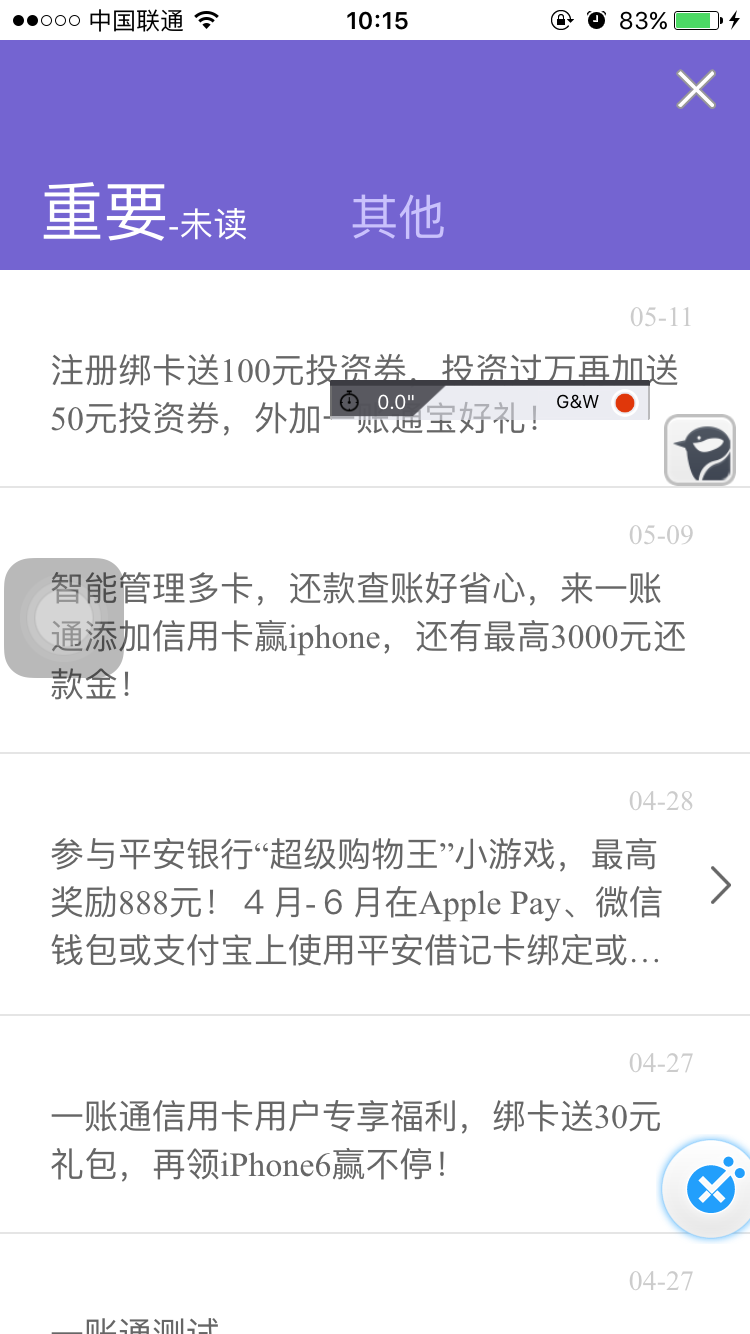 中国联通 10:15 83%
重要-未读 其他
05-11
注册绑卡送100元投资券，投资过万再加送
0.0" G&W
50元投资券，外加一账通宝好礼！
05-09
智能管理多卡，还款查账好省心，来一账
通添加信用卡赢iphone，还有最高3000元还
款金！
04-28
参与平安银行“超级购物王”小游戏，最高
奖励888元！４月-６月在Apple Pay、微信
钱包或支付宝上使用平安借记卡绑定或…
04-27
一账通信用卡用户专享福利，绑卡送30元
礼包，再领iPhone6赢不停！
04-27
一账通测试